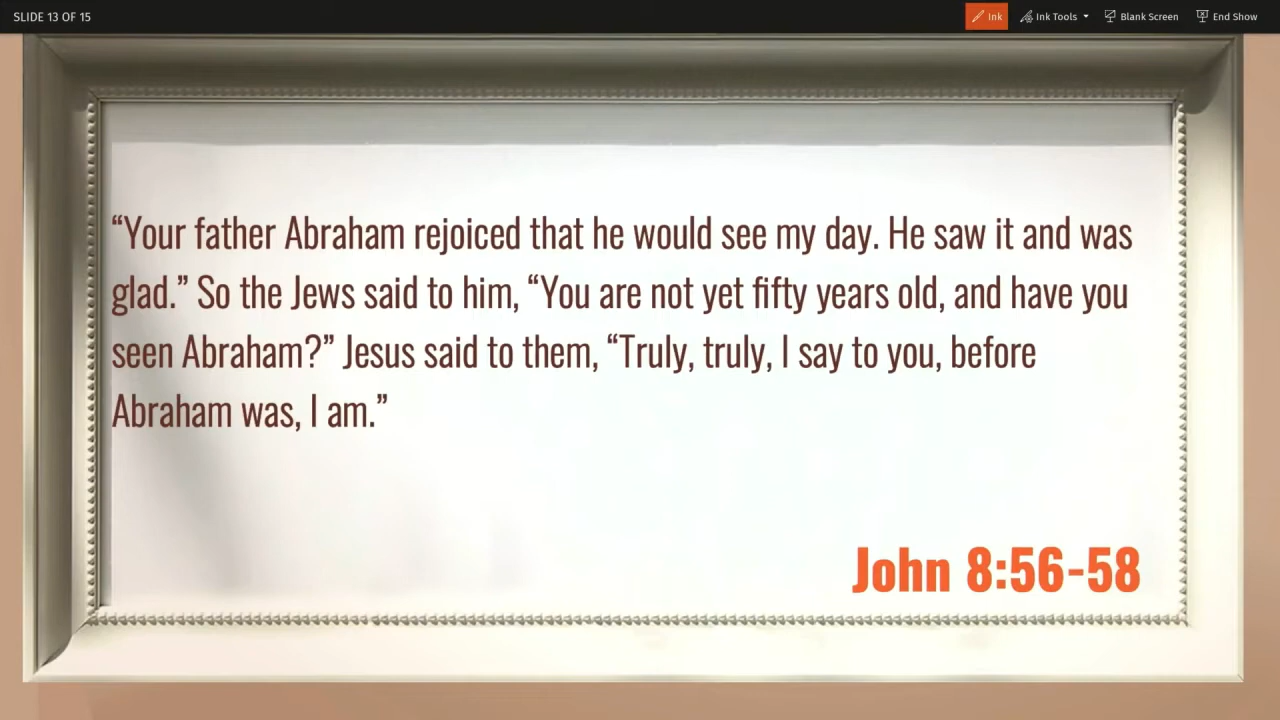 SLIDE 13 OF 15
Ink
Ink Tools
Blank Screen
End Show
“Your father Abraham rejoiced that he would see my day. He saw it and was
glad.” So the Jews said to him, “You are not yet fifty years old, and have you
seen Abraham?” Jesus said to them, “Truly, truly, I say to you, before
Abraham was, I am.”
John 8:56-58